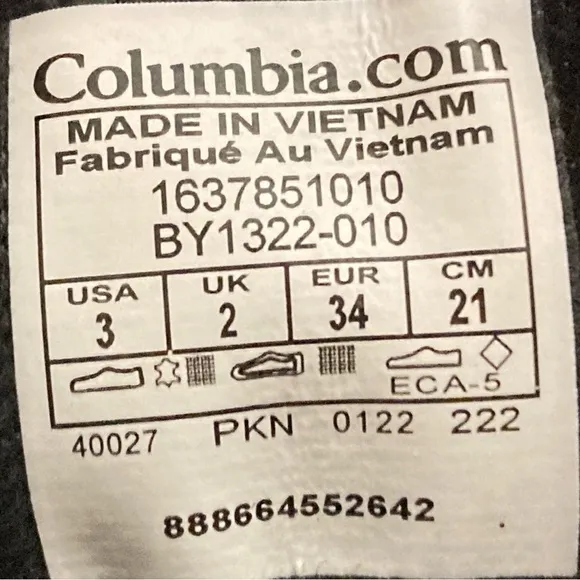 Columbia.com
MADE IN VIETNAM
Fabriqué Au Vietnam
1637851010
BY1322-010
USA UK EUR CM
3 2 34 21
ECA-5
40027 PKN 0122 222
888664552642